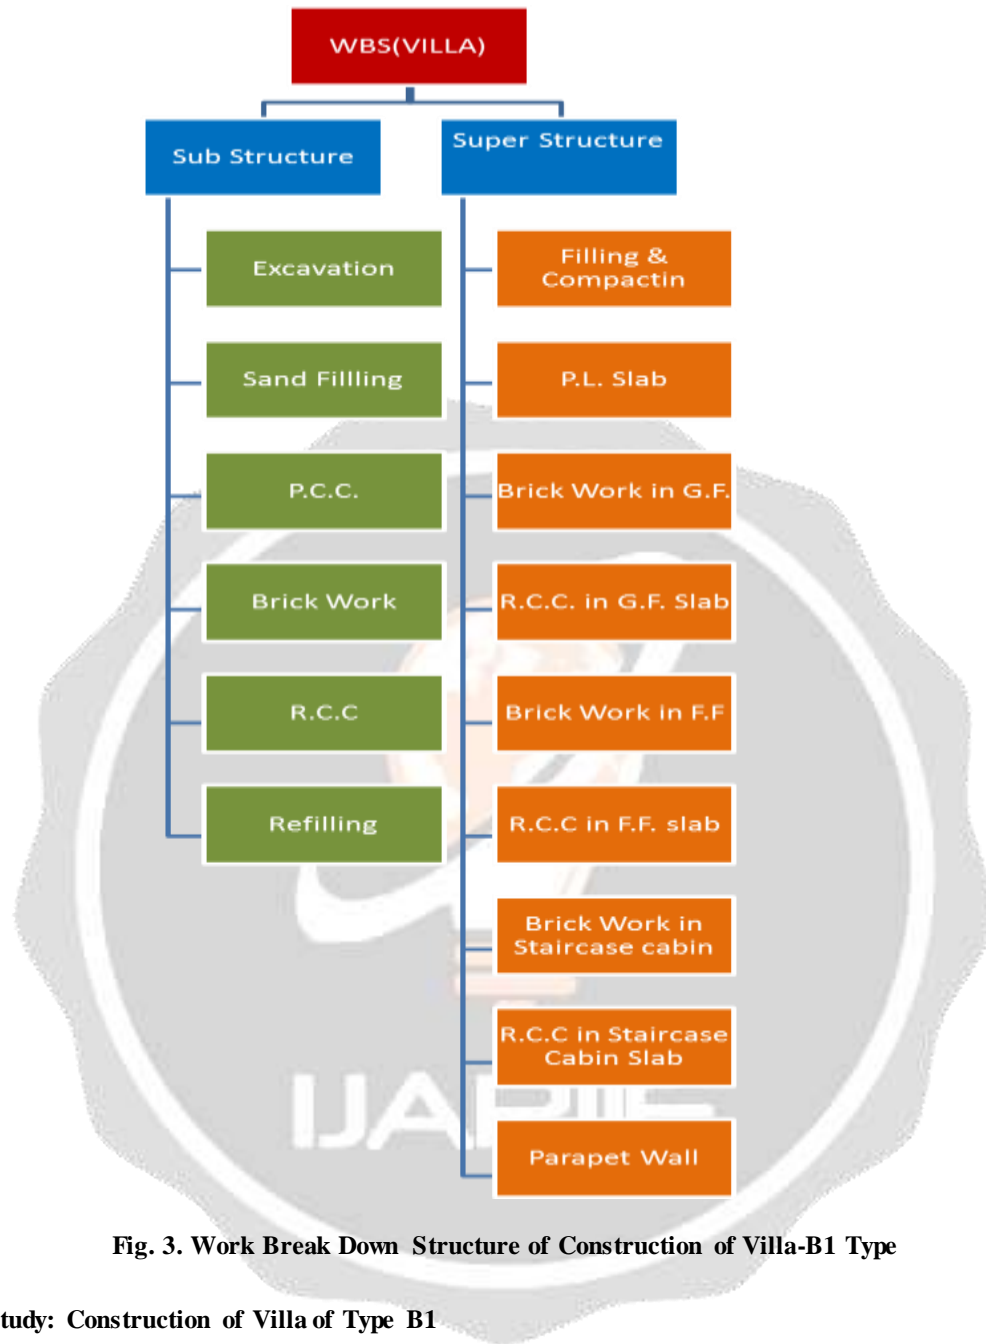 WBS(VILLA)
Sub Structure
Super Structure
Excavation
Sand Fillling
P.C.C.
Brick Work
R.C.C
Refilling
Filling &
Compactin
P.L. Slab
Brick Work in G.F.
R.C.C. in G.F. Slab
Brick Work in F.F
R.C.C in F.F. slab
Brick Work in
Staircase cabin
R.C.C in Staircase
Cabin Slab
Parapet Wall
Fig. 3. Work Break Down Structure of Construction of Villa-B1 Type
tudy: Construction of Villa of Type B1